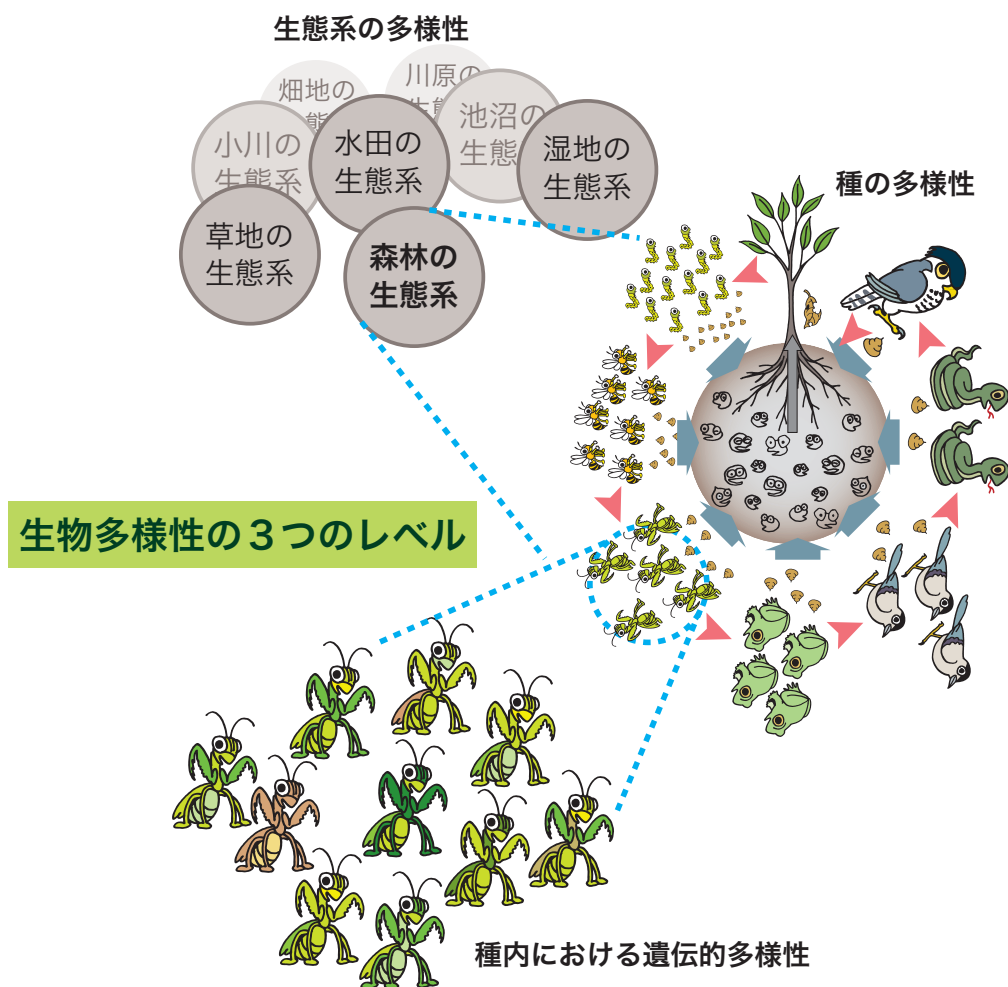 生態系の多様性
畑地の
川原の
生態
小川の
生態系
水田の
生態系
池沼の
生態
湿地の
生態系
草地の
生態系
森林の
生態系
種の多様性
生物多様性の３つのレベル
種内における遺伝的多様性